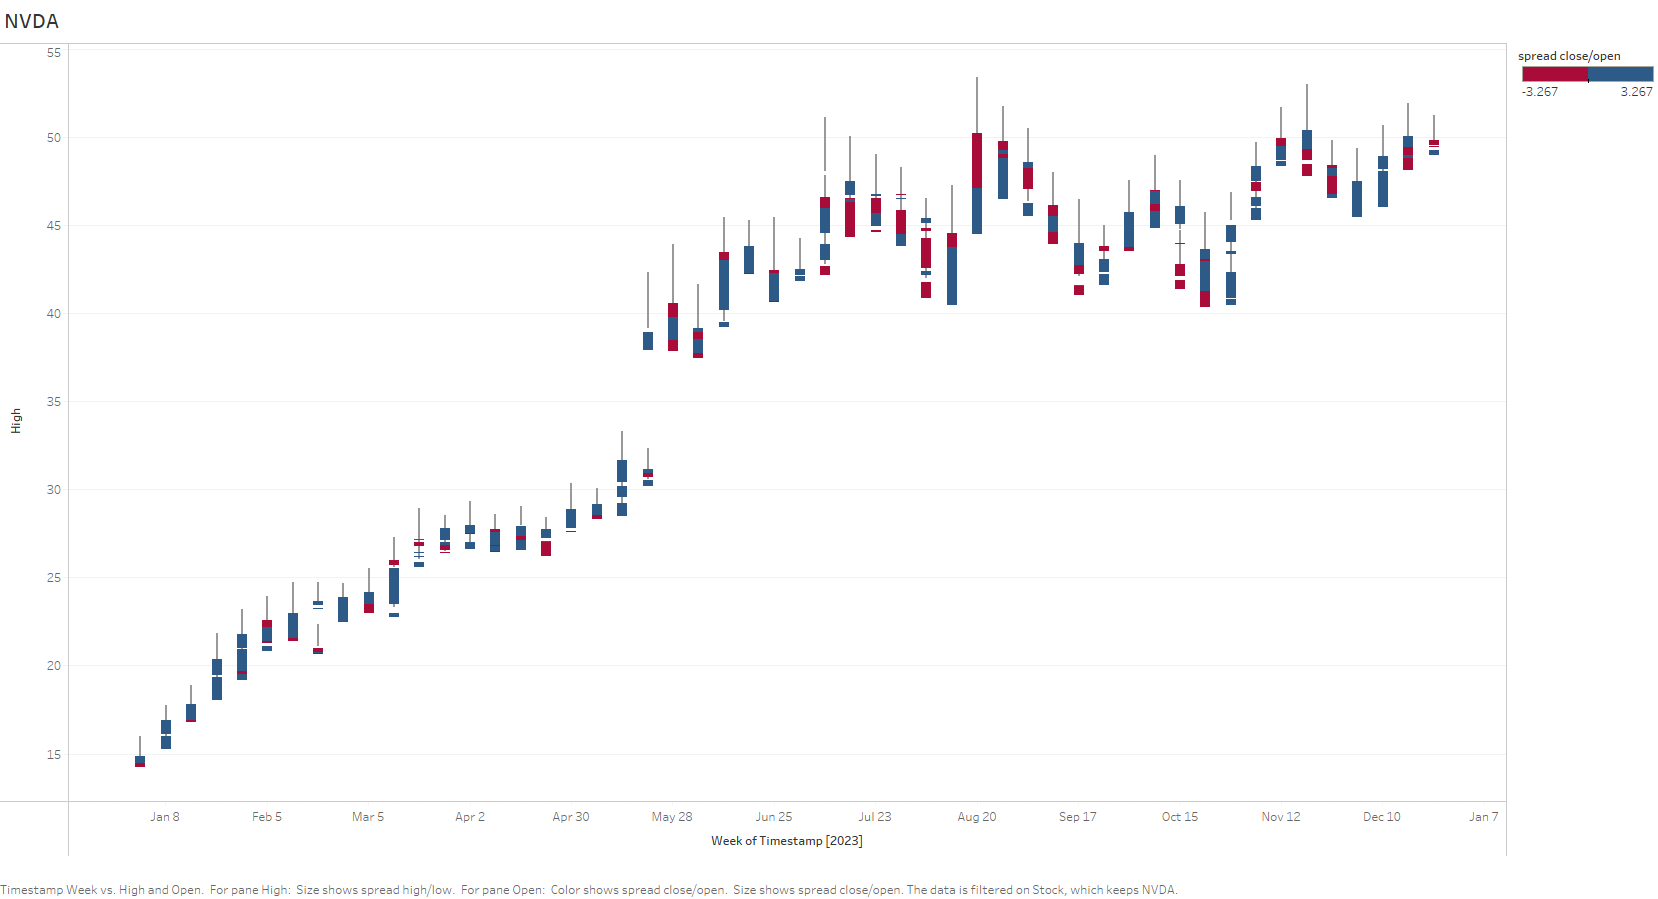 NVDA
55
50
45
40
35
30
25
20
15
High
Jan 8 Feb 5 Mar 5 Apr 2 Apr 30 May 28 Jun 25 Jul 23 Aug 20 Sep 17 Oct 15 Nov 12 Dec 10 Jan 7
Week of Timestamp [2023]
spread close/open
-3.267 3.267
Timestamp Week vs. High and Open. For pane High: Size shows spread high/low. For pane Open: Color shows spread close/open. Size shows spread close/open. The data is filtered on Stock, which keeps NVDA.